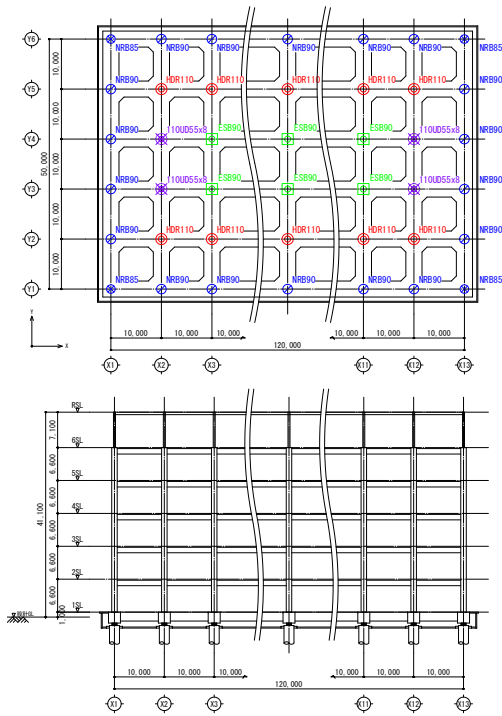 Y6
NRB85 NRB90 NRB90 NRB90 NRB90 NRB90 NRB85
10,000
Y5
NRB90 HDR110 HDR110 HDR110 HDR110 HDR110 NRB90
10,000
Y4
NRB90 110UD55x8 ESB90 ESB90 ESB90 110UD55x8 NRB90
50,000
10,000
Y3
NRB90 110UD55x8 ESB90 ESB90 ESB90 110UD55x8 NRB90
10,000
Y2
NRB90 HDR110 HDR110 HDR110 HDR110 HDR110 NRB90
10,000
Y1
NRB85 NRB90 NRB90 NRB90 NRB90 NRB90 NRB85
Y
X
10,000 10,000 10,000 10,000 10,000 10,000
120,000
X1 X2 X3 X11 X12 X13
RSL
7,100
6SL
6,600
5SL
6,600
4SL
41,100
6,600
3SL
6,600
2SL
6,600
1SL
設計GL
1,000
10,000 10,000 10,000 10,000 10,000 10,000
120,000
X1 X2 X3 X11 X12 X13